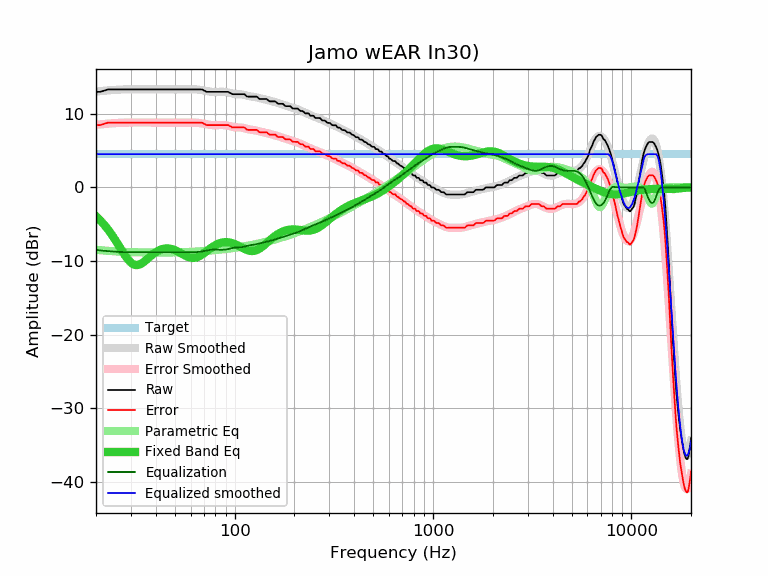 Jamo wEAR In30)
Amplitude (dBr)
10
0
−10
−20
−30
−40
Target
Raw Smoothed
Error Smoothed
Raw
Error
Parametric Eq
Fixed Band Eq
Equalization
Equalized smoothed
100
1000
10000
Frequency (Hz)